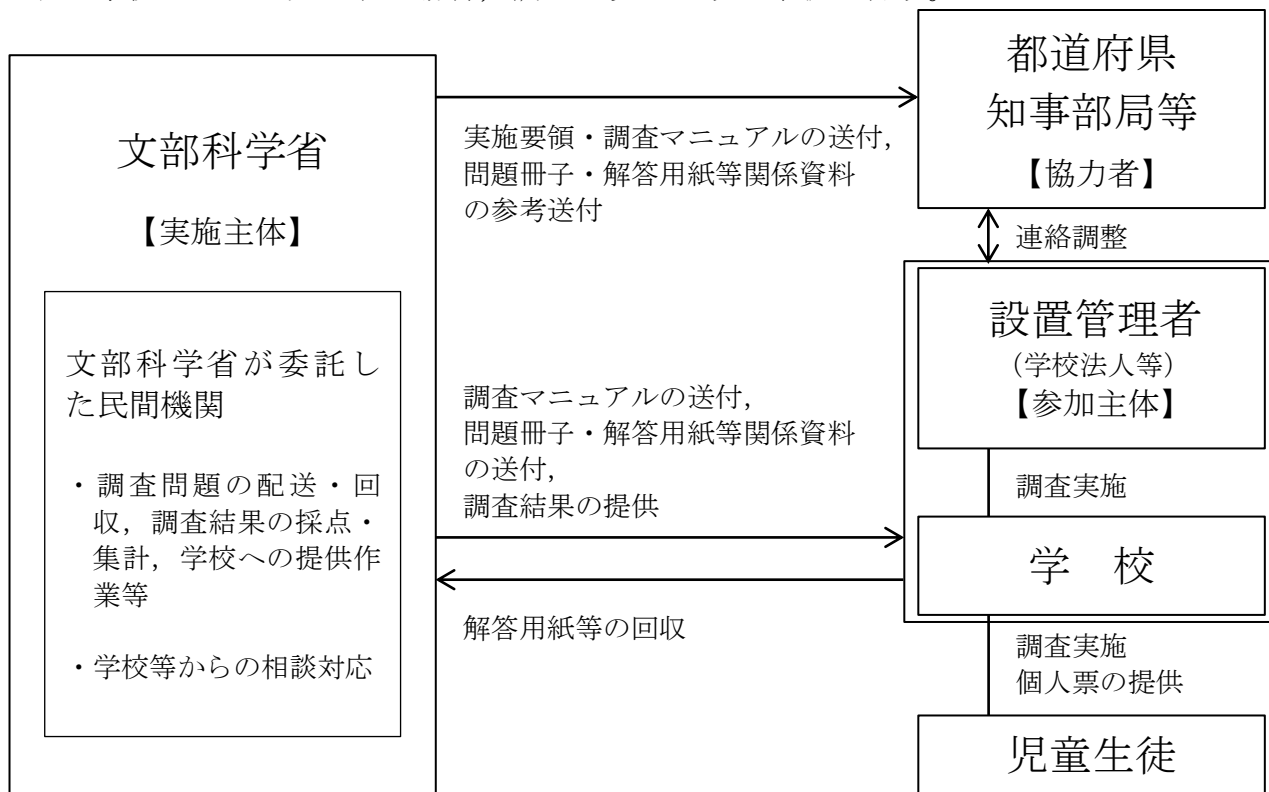 文部科学省
【実施主体】
文部科学省が委託し
た民間機関
・調査問題の配送・回
収，調査結果の採点・
集計，学校への提供作
業等
・学校等からの相談対応
実施要領・調査マニュアルの送付，
問題冊子・解答用紙等関係資料
の参考送付
調査マニュアルの送付，
問題冊子・解答用紙等関係資料
の送付，
調査結果の提供
解答用紙等の回収
都道府県
知事部局等
【協力者】
連絡調整
設置管理者
（学校法人等）
【参加主体】
調査実施
学　校
調査実施
個人票の提供
児童生徒